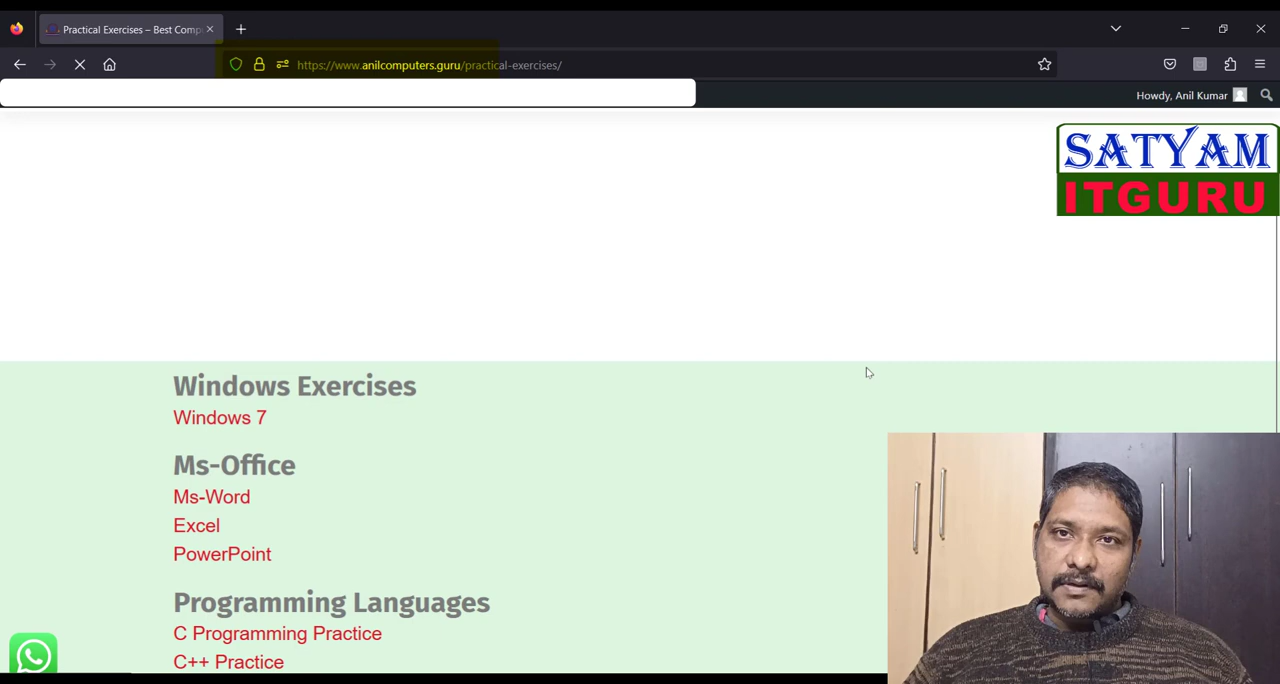 Practical Exercises – Best Comp
https://www.anilcomputers.guru/practical-exercises/
Howdy, Anil Kumar
SATYAM
ITGURU
Windows Exercises
Windows 7
Ms-Office
Ms-Word
Excel
PowerPoint
Programming Languages
C Programming Practice
C++ Practice